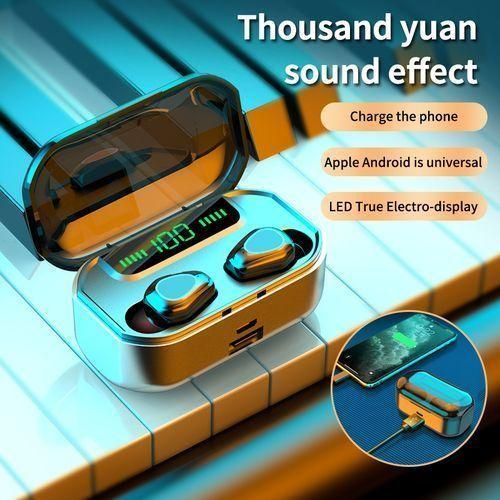 Thousand yuan
sound effect
Charge the phone
Apple Android is universal
LED True Electro-display
100